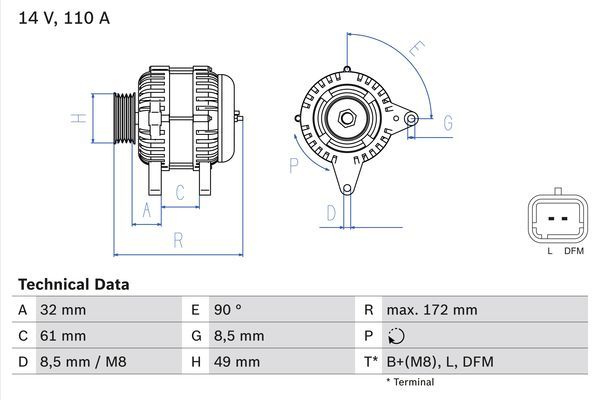 14 V, 110 A
H
A
C
R
E
G
P
D
L DFM
Technical Data
A 32 mm E 90 ° R max. 172 mm
C 61 mm G 8,5 mm P
D 8,5 mm / M8 H 49 mm T* B+(M8), L, DFM
* Terminal